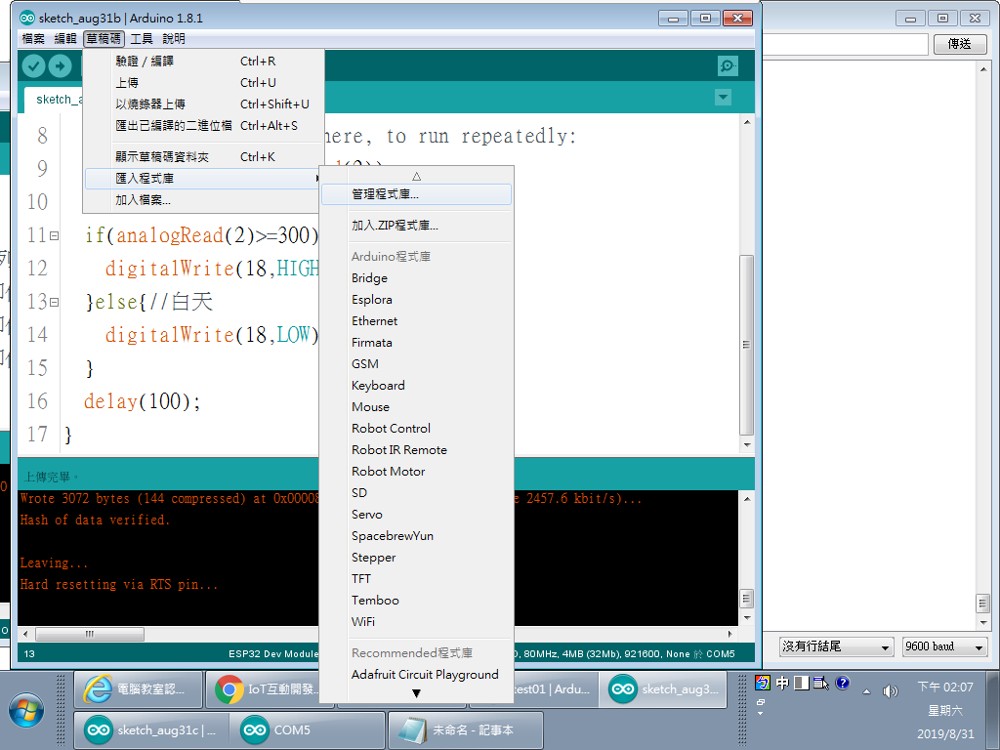 sketch_aug31b | Arduino 1.8.1
檔案 編輯 草稿碼 工具 說明
傳送
驗證 / 編譯 Ctrl+R
上傳 Ctrl+U
以燒錄器上傳 Ctrl+Shift+U
匯出已編譯的二進位檔 Ctrl+Alt+S
顯示草稿碼資料夾 Ctrl+K
匯入程式庫
加入檔案...
sketch_a
管理程式庫...
加入.ZIP程式庫...
Arduino程式庫
Bridge
Esplora
Ethernet
Firmata
GSM
Keyboard
Mouse
Robot Control
Robot IR Remote
Robot Motor
SD
Servo
SpacebrewYun
Stepper
TFT
Temboo
WiFi
Recommended程式庫
Adafruit Circuit Playground
8 here, to run repeatedly:
9
10
11 if(analogRead(2)>=300)
12 digitalWrite(18,HIGH
13 }else{//白天
14 digitalWrite(18,LOW)
15 }
16 delay(100);
17 }
上傳完畢。
Wrote 3072 bytes (144 compressed) at 0x00008 e 2457.6 kbit/s)...
Hash of data verified.
Leaving...
Hard resetting via RTS pin...
13 ESP32 Dev Module 0, 80MHz, 4MB (32Mb), 921600, None 於 COM5
沒有行結尾 9600 baud
電腦教室認... IoT互動開發... test01 | Ardu... sketch_aug3...
sketch_aug31c | ... COM5 未命名 - 記事本
中
下午 02:07
星期六
2019/8/31